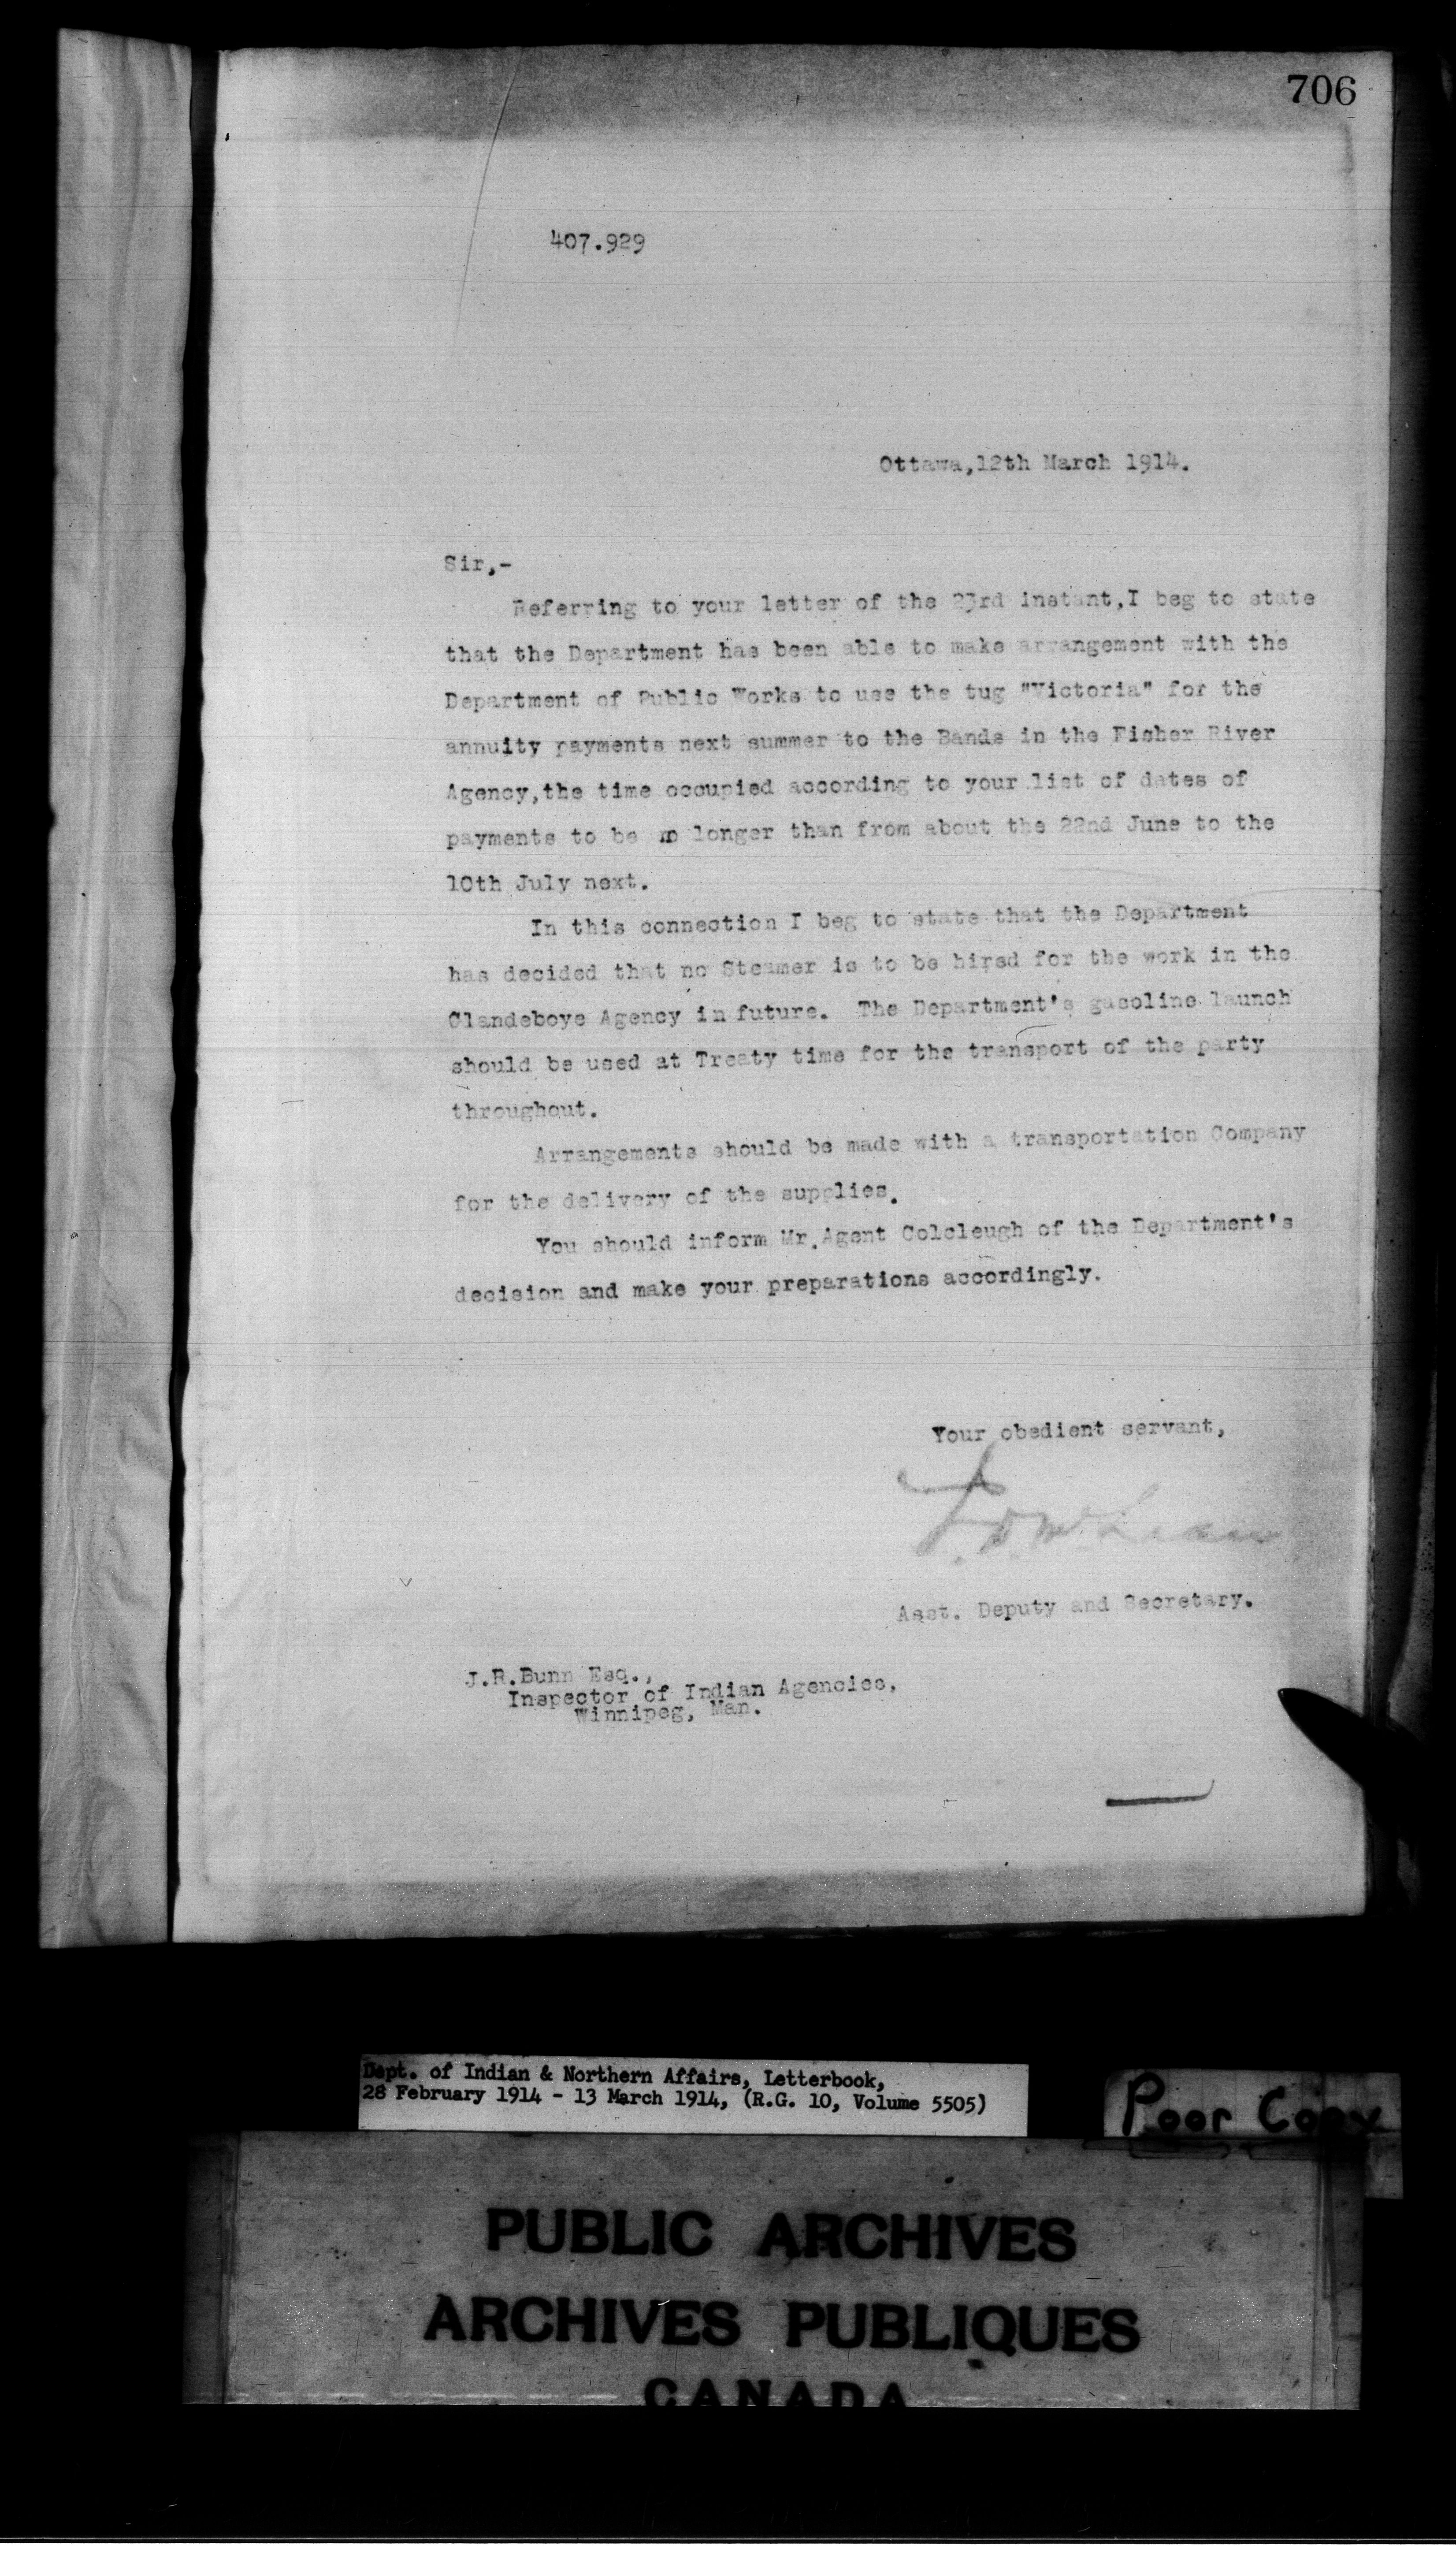 706
407.929
Ottawa,12th March 1914.
Sir,-
Referring to your letter of the 23rd instant,I beg to state
that the Department has been able to make arrangement with the
Department of Public Works to use the tug "Victoria" for the
annuity payments next summer to the Bands in the Fisher River
Agency,the time occupied according to your list of dates of
payments to be no longer than from about the 22nd June to the
10th July next.
In this connection I beg to state that the Department
has decided that no Steamer is to be hired for the work in the
Clandeboye Agency in future. The Department's gasoline launch
should be used at Treaty time for the transport of the party
throughout.
Arrangements should be made with a transportation Company
for the delivery of the supplies.
You should inform Mr.Agent Colcleugh of the Department's
decision and make your preparations accordingly.
Your obedient servant,
J. D. McLean
Asst. Deputy and Secretary.
J.R.Bunn Esq.,
Inspector of Indian Agencies,
Winnipeg, Man.
Dept. of Indian & Northern Affairs, Letterbook,
28 February 1914 - 13 March 1914, (R.G. 10, Volume 5505)
Poor Copy
PUBLIC ARCHIVES
ARCHIVES PUBLIQUES
CANADA